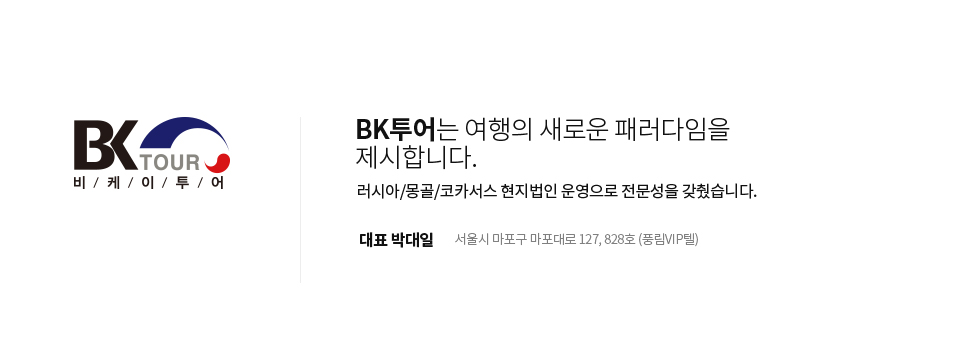 BK TOUR
비 / 케 / 이 / 투 / 어
BK투어는 여행의 새로운 패러다임을
제시합니다.
러시아/몽골/코카서스 현지법인 운영으로 전문성을 갖췄습니다.
대표 박대일 서울시 마포구 마포대로 127, 828호 (풍림VIP텔)